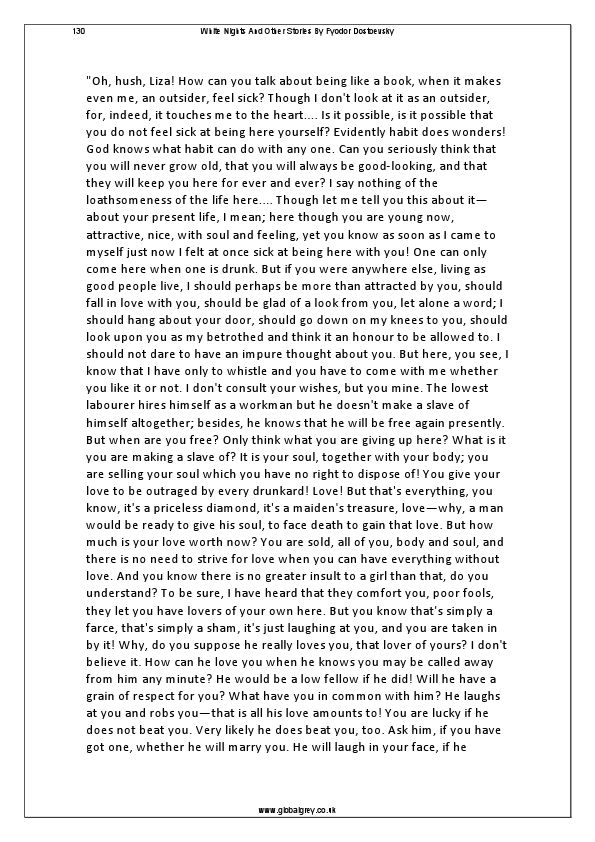 130
White Nights And Other Stories By Fyodor Dostoevsky
"Oh, hush, Liza! How can you talk about being like a book, when it makes
even me, an outsider, feel sick? Though I don't look at it as an outsider,
for, indeed, it touches me to the heart.... Is it possible, is it possible that
you do not feel sick at being here yourself? Evidently habit does wonders!
God knows what habit can do with any one. Can you seriously think that
you will never grow old, that you will always be good-looking, and that
they will keep you here for ever and ever? I say nothing of the
loathsomeness of the life here.... Though let me tell you this about it—
about your present life, I mean; here though you are young now,
attractive, nice, with soul and feeling, yet you know as soon as I came to
myself just now I felt at once sick at being here with you! One can only
come here when one is drunk. But if you were anywhere else, living as
good people live, I should perhaps be more than attracted by you, should
fall in love with you, should be glad of a look from you, let alone a word; I
should hang about your door, should go down on my knees to you, should
look upon you as my betrothed and think it an honour to be allowed to. I
should not dare to have an impure thought about you. But here, you see, I
know that I have only to whistle and you have to come with me whether
you like it or not. I don't consult your wishes, but you mine. The lowest
labourer hires himself as a workman but he doesn't make a slave of
himself altogether; besides, he knows that he will be free again presently.
But when are you free? Only think what you are giving up here? What is it
you are making a slave of? It is your soul, together with your body; you
are selling your soul which you have no right to dispose of! You give your
love to be outraged by every drunkard! Love! But that's everything, you
know, it's a priceless diamond, it's a maiden's treasure, love—why, a man
would be ready to give his soul, to face death to gain that love. But how
much is your love worth now? You are sold, all of you, body and soul, and
there is no need to strive for love when you can have everything without
love. And you know there is no greater insult to a girl than that, do you
understand? To be sure, I have heard that they comfort you, poor fools,
they let you have lovers of your own here. But you know that's simply a
farce, that's simply a sham, it's just laughing at you, and you are taken in
by it! Why, do you suppose he really loves you, that lover of yours? I don't
believe it. How can he love you when he knows you may be called away
from him any minute? He would be a low fellow if he did! Will he have a
grain of respect for you? What have you in common with him? He laughs
at you and robs you—that is all his love amounts to! You are lucky if he
does not beat you. Very likely he does beat you, too. Ask him, if you have
got one, whether he will marry you. He will laugh in your face, if he
www.globalgrey.co.uk